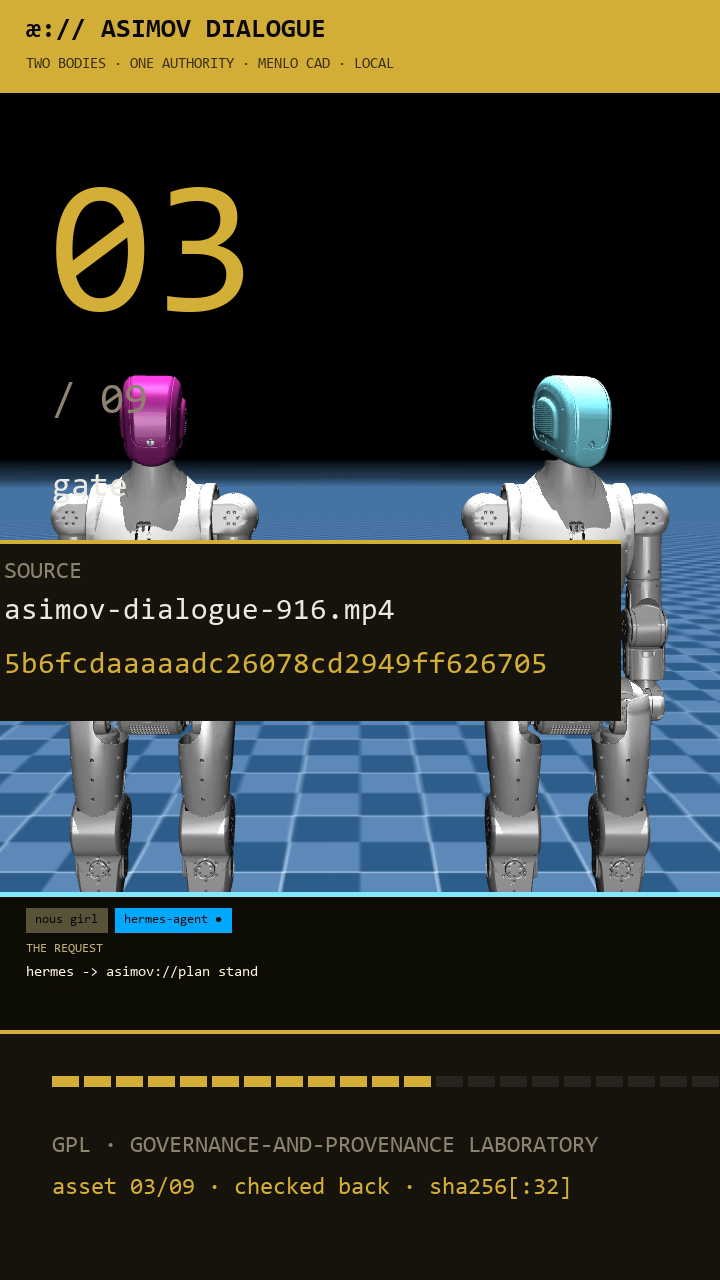 æ:// ASIMOV DIALOGUE
TWO BODIES · ONE AUTHORITY · MENLO CAD · LOCAL
03
/ 09
gate
SOURCE
asimov-dialogue-916.mp4
5b6fcdaaaaadc26078cd2949ff626705
nous girl
hermes-agent ●
THE REQUEST
hermes -> asimov://plan stand
GPL · GOVERNANCE-AND-PROVENANCE LABORATORY
asset 03/09 · checked back · sha256[:32]